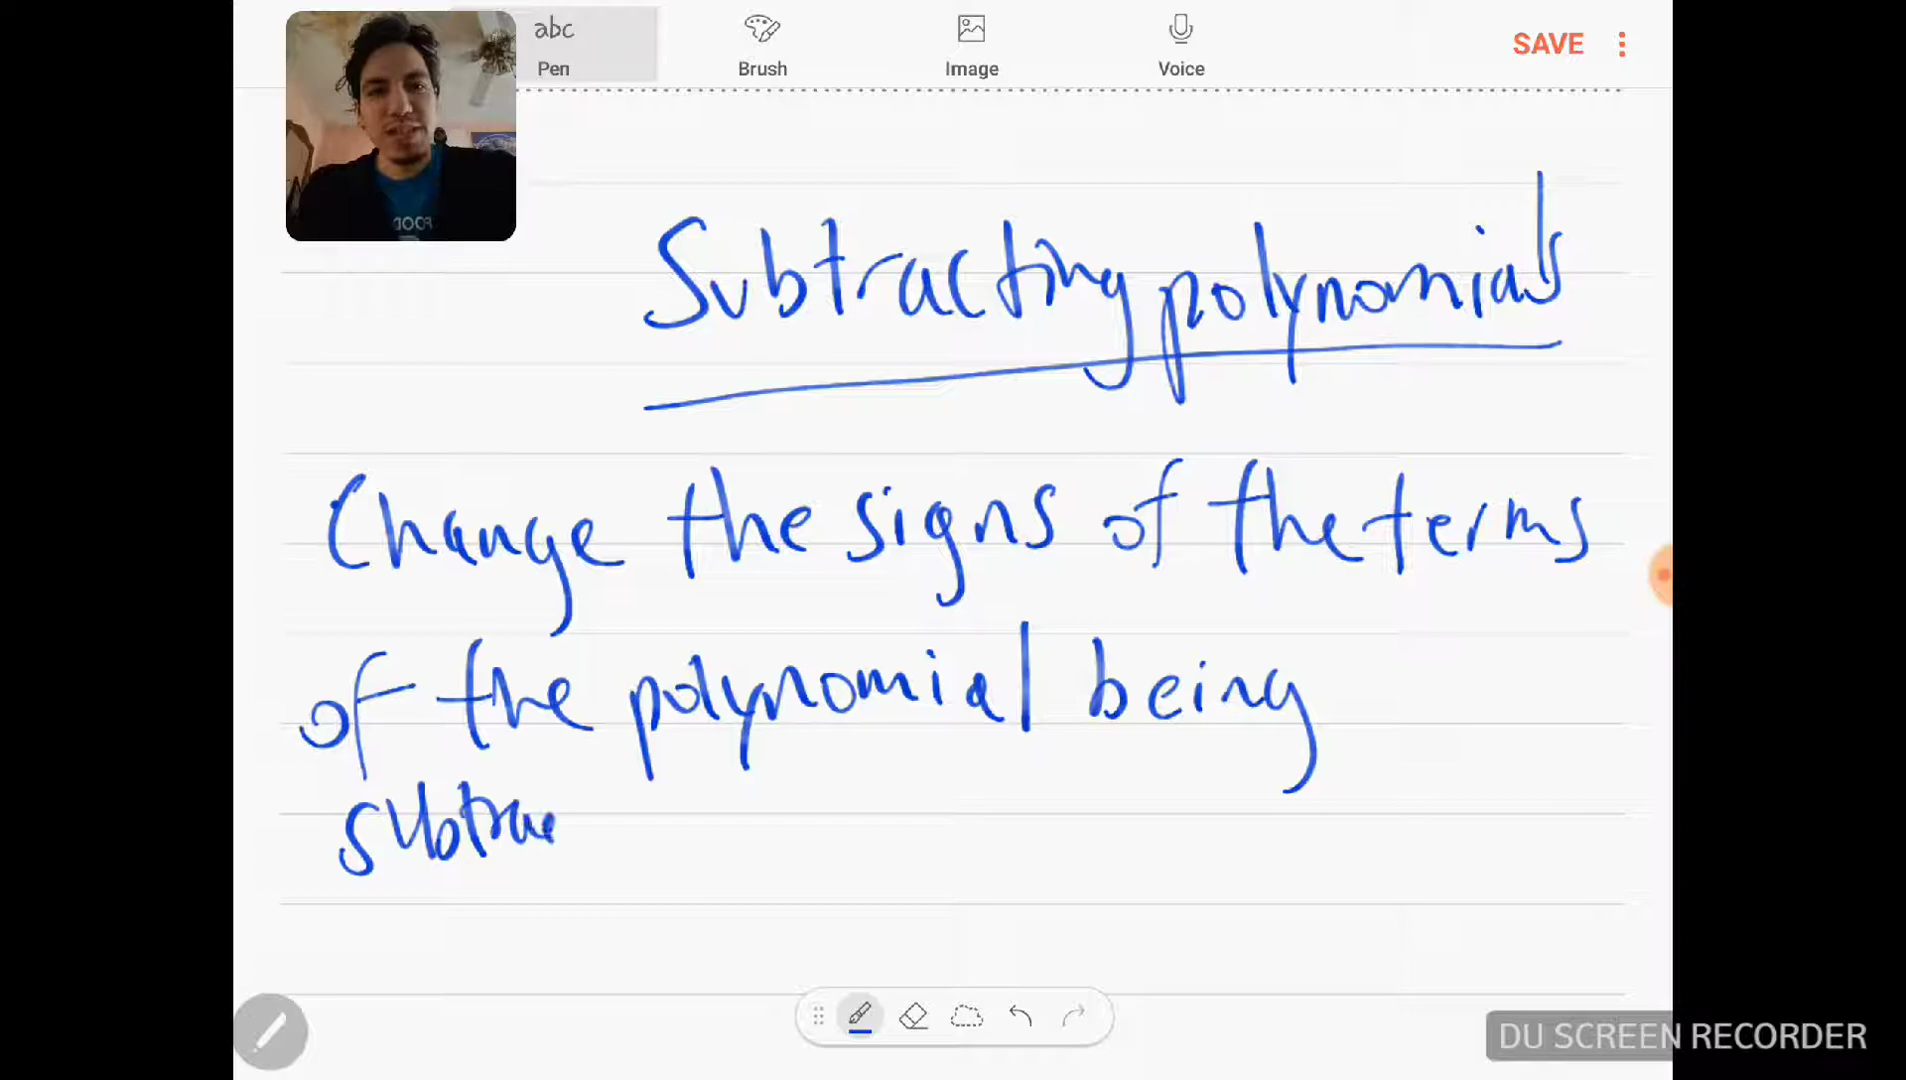 abc
Pen
Brush
Image
Voice
SAVE
Subtracting polynomials
Change the signs of the terms
of the polynomial being
subtrac
DU SCREEN RECORDER